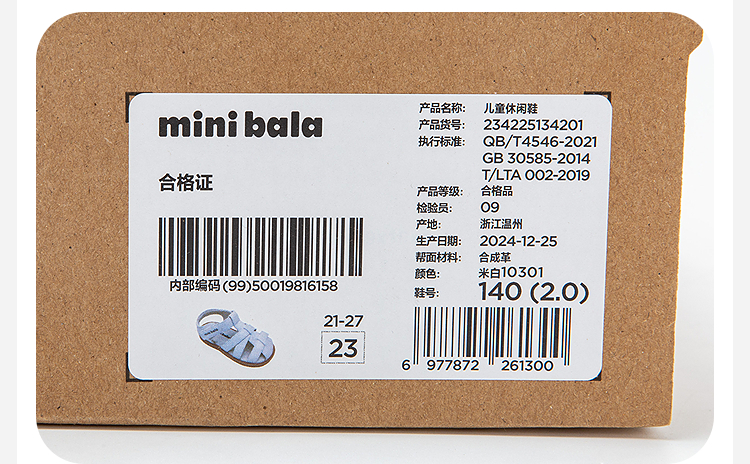 mini bala
合格证
内部编码(99)50019816158
21-27
23
产品名称: 儿童休闲鞋
产品货号: 234225134201
执行标准: QB/T4546-2021
GB 30585-2014
T/LTA 002-2019
产品等级: 合格品
检验员: 09
产地: 浙江温州
生产日期: 2024-12-25
帮面材料: 合成革
颜色: 米白10301
鞋号: 140 (2.0)
6 977872 261300